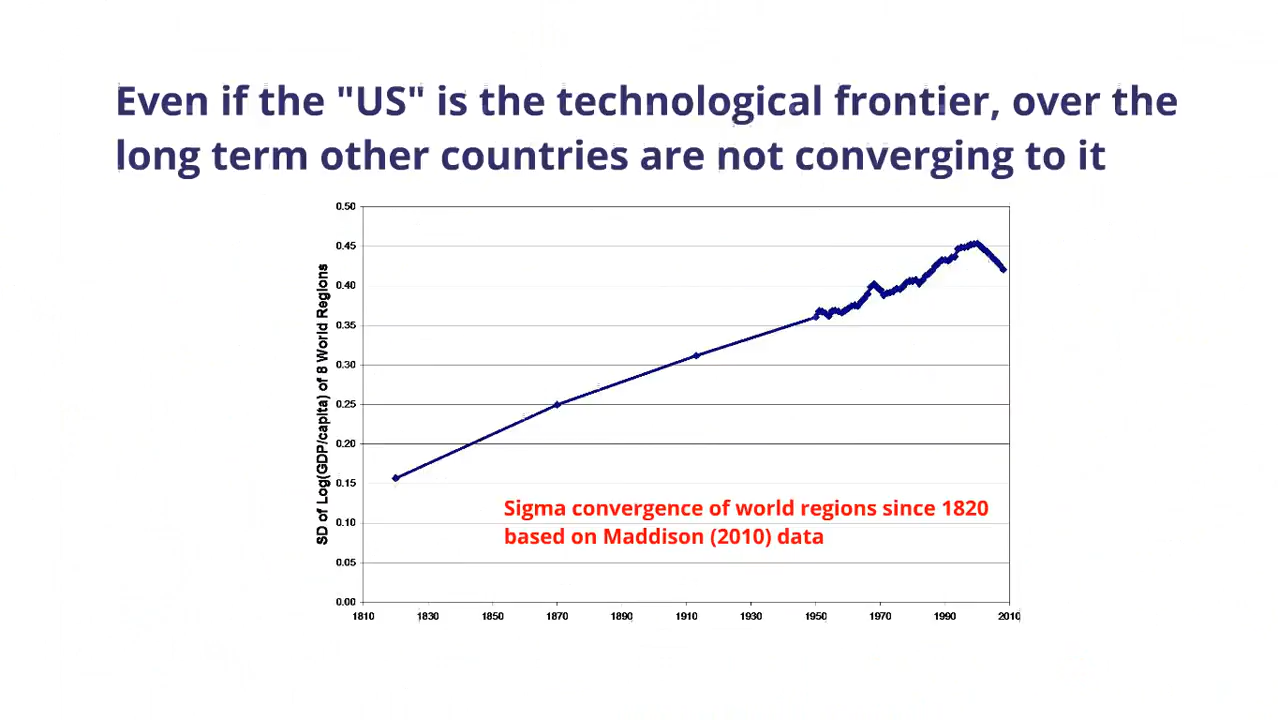 Even if the "US" is the technological frontier, over the
long term other countries are not converging to it
SD of Log(GDP/capita) of 8 World Regions
0.50
0.45
0.40
0.35
0.30
0.25
0.20
0.15
0.10
0.05
0.00
Sigma convergence of world regions since 1820
based on Maddison (2010) data
1810 1830 1850 1870 1890 1910 1930 1950 1970 1990 2010